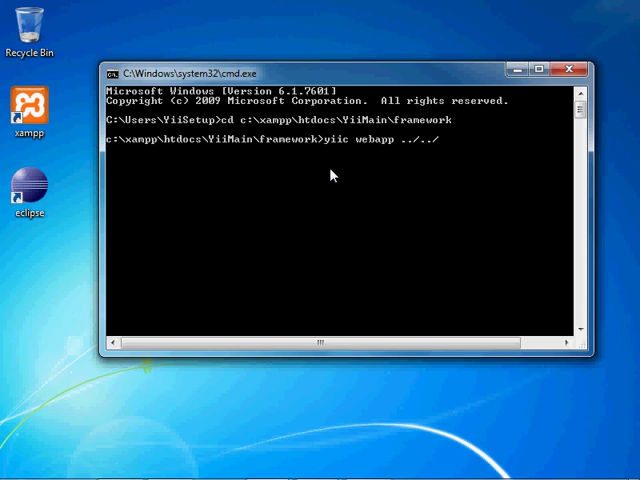 Recycle Bin
xampp
eclipse
C:\Windows\system32\cmd.exe
Microsoft Windows [Version 6.1.7601]
Copyright (c) 2009 Microsoft Corporation.  All rights reserved.
C:\Users\YiiSetup>cd c:\xampp\htdocs\YiiMain\framework
c:\xampp\htdocs\YiiMain\framework>yiic webapp ../../